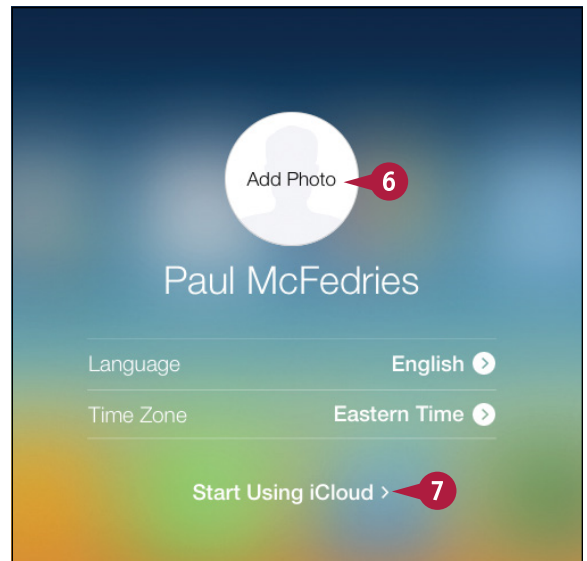 Add Photo 6
Paul McFedries
Language English
Time Zone Eastern Time
Start Using iCloud > 7